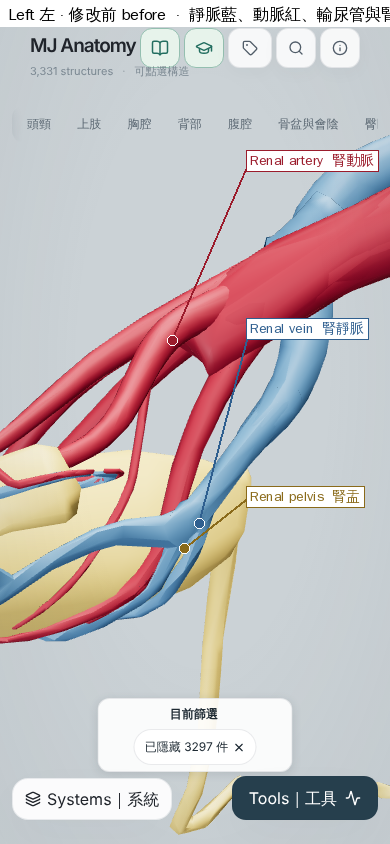 Left 左 · 修改前 before · 靜脈藍、動脈紅、輸尿管與
MJ Anatomy
3,331 structures · 可點選構造
頭頸 上肢 胸腔 背部 腹腔 骨盆與會陰
Renal artery 腎動脈
Renal vein 腎靜脈
Renal pelvis 腎盂
目前篩選
已隱藏 3297 件 ×
Systems｜系統
Tools｜工具